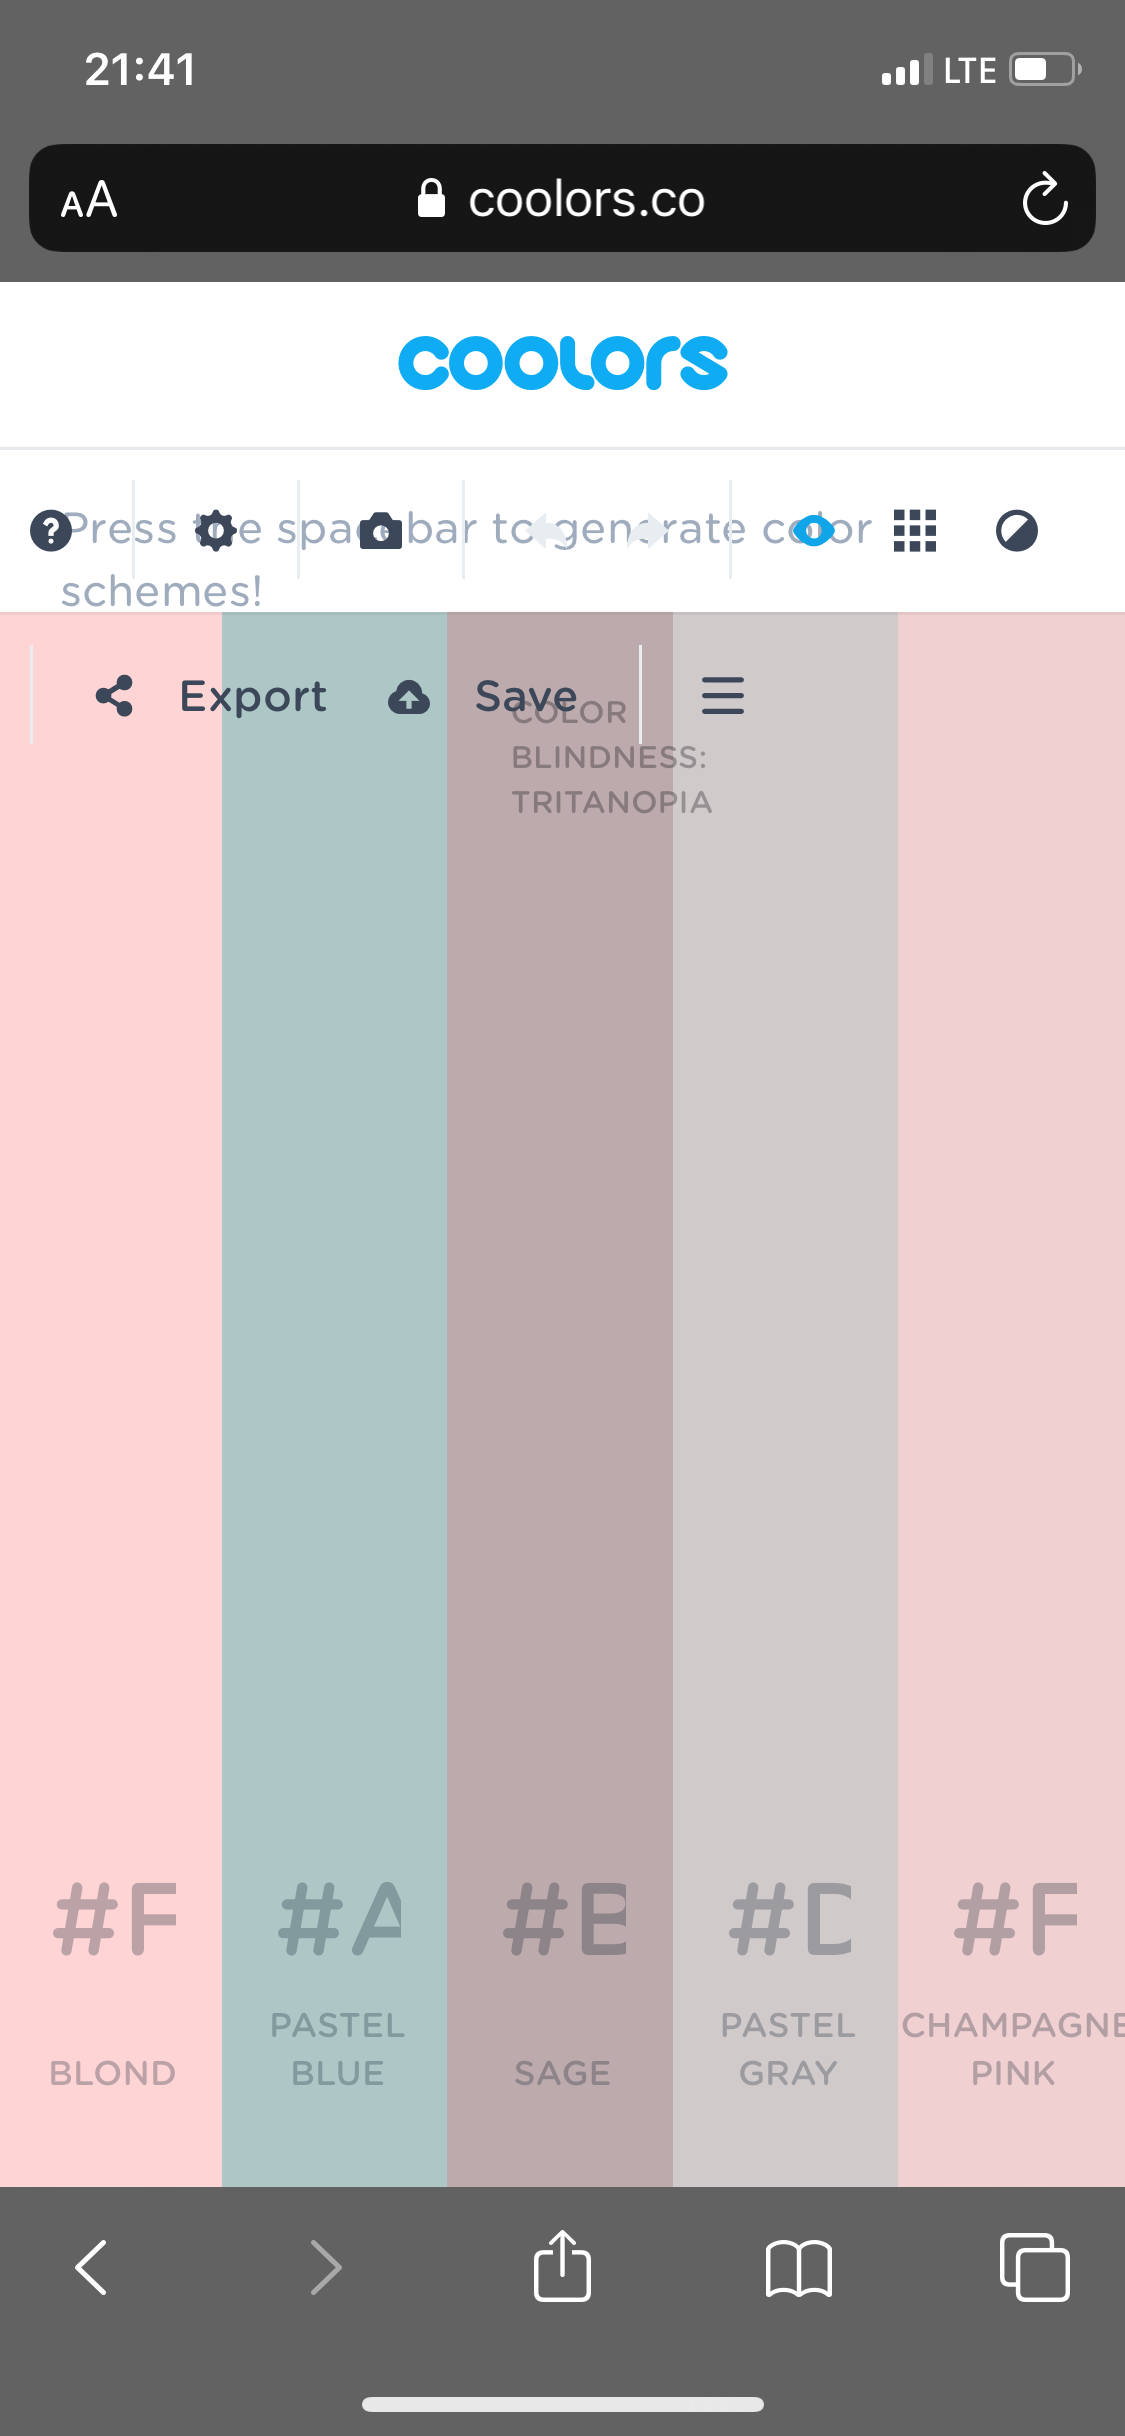 21:41
LTE
AA
coolors.co
coolors
Press the spacebar to generate color
schemes!
Export
Save
COLOR
BLINDNESS:
TRITANOPIA
#F
#A
#B
#D
#F
BLOND
PASTEL
BLUE
SAGE
PASTEL
GRAY
CHAMPAGNE
PINK